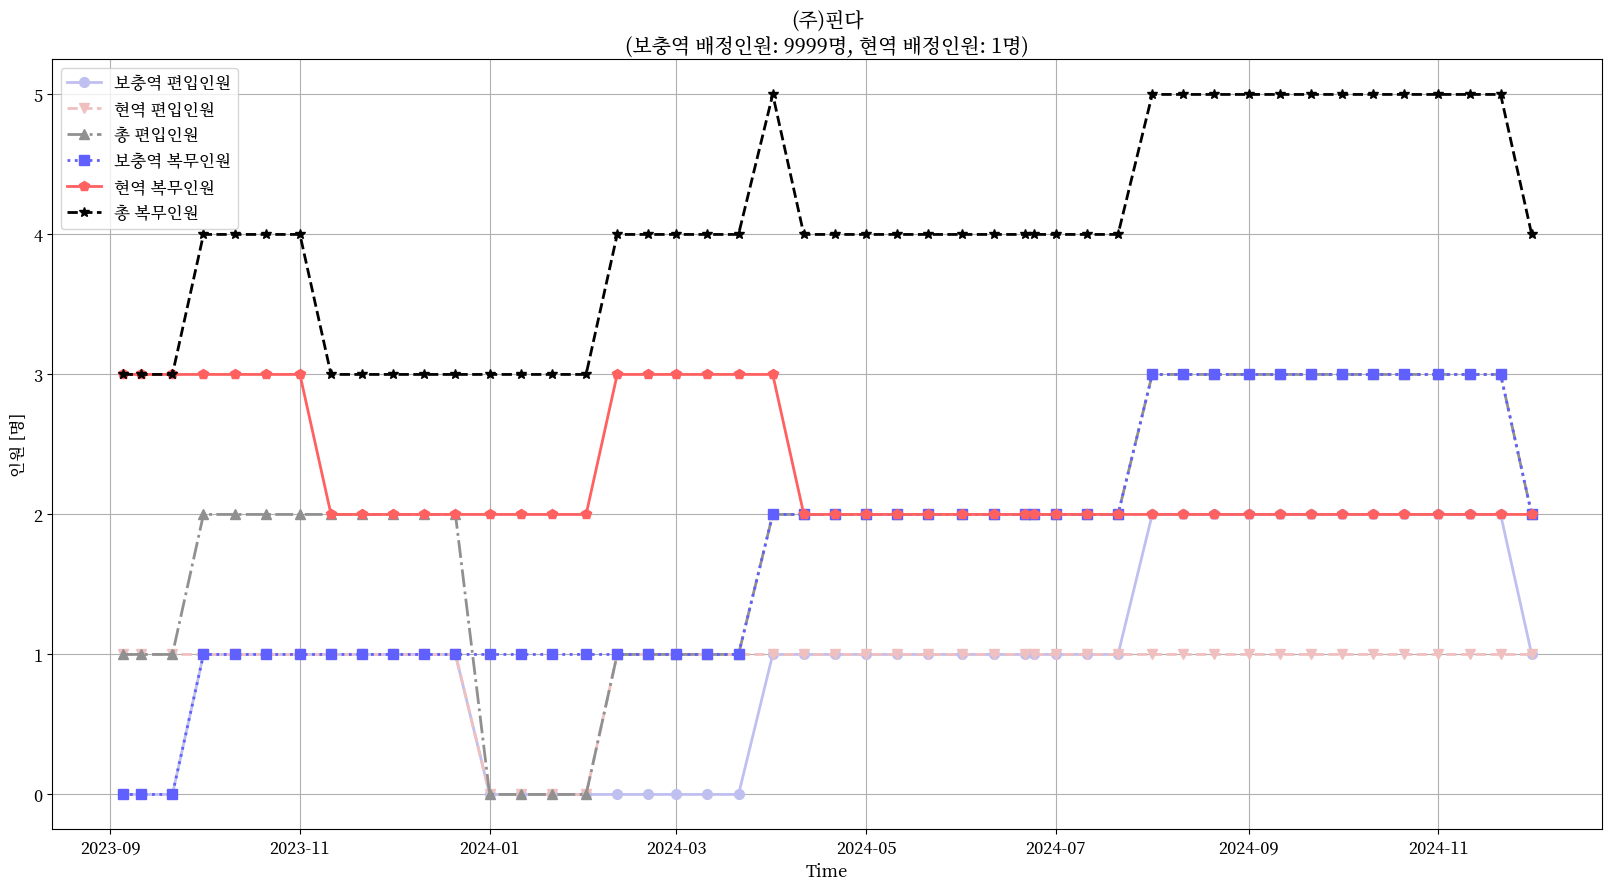 (주)핀다
(보충역 배정인원: 9999명, 현역 배정인원: 1명)
보충역 편입인원
현역 편입인원
총 편입인원
보충역 복무인원
현역 복무인원
총 복무인원
인원 [명]
5
4
3
2
1
0
2023-09
2023-11
2024-01
2024-03
2024-05
2024-07
2024-09
2024-11
Time